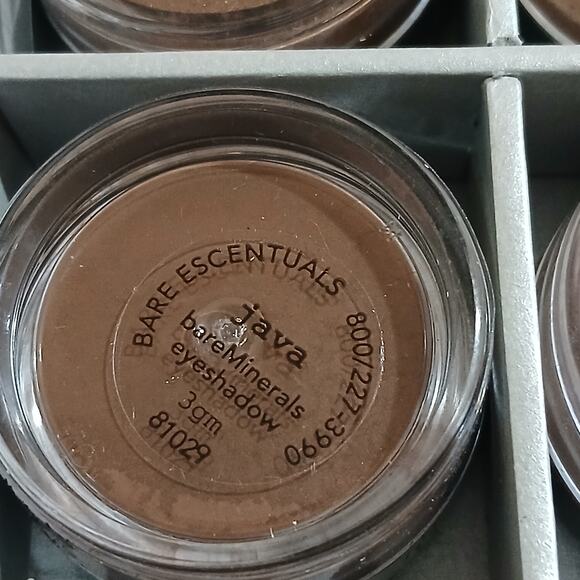 BARE ESCENTUALS
800/227-3990
java
bareMinerals
eyeshadow
3gm
81029